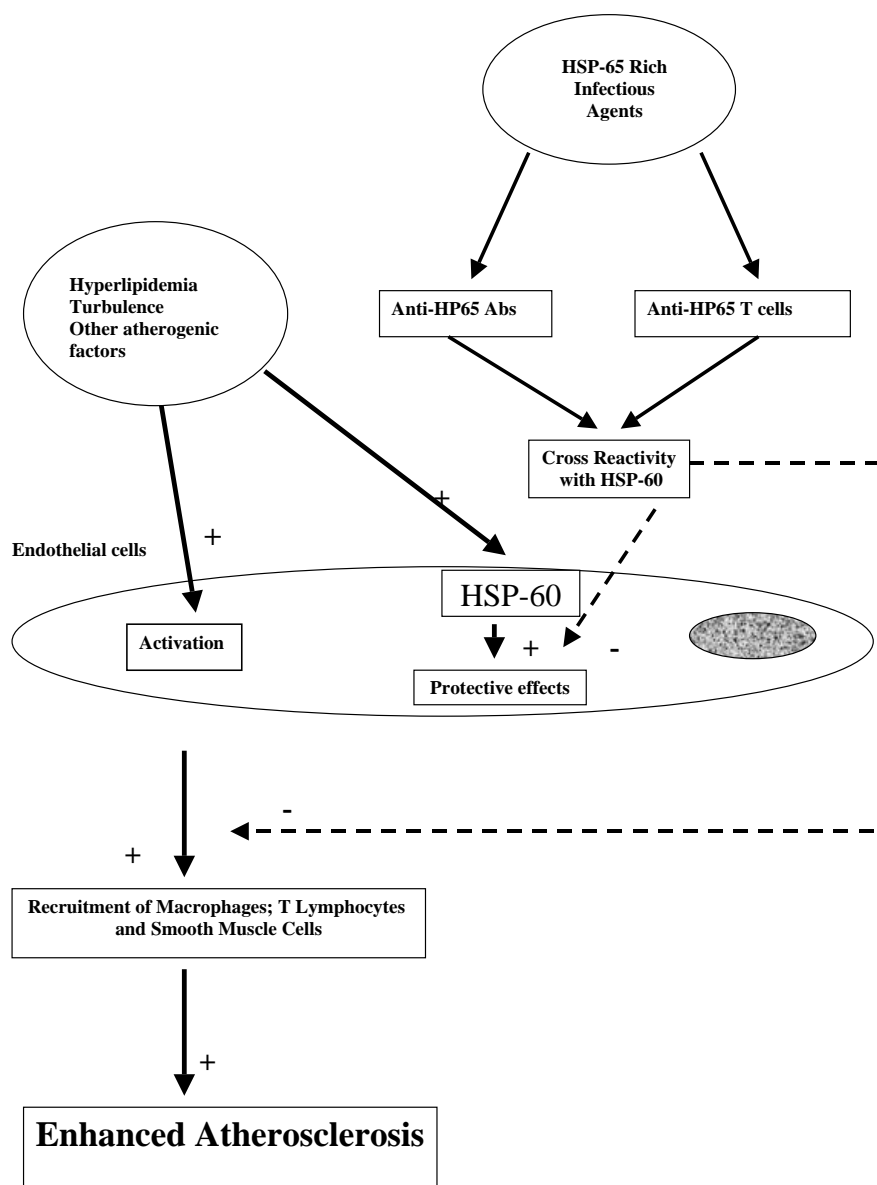 HSP-65 Rich
Infectious
Agents
Hyperlipidemia
Turbulence
Other atherogenic
factors
Anti-HP65 Abs
Anti-HP65 T cells
Cross Reactivity
with HSP-60
+
+
Endothelial cells
HSP-60
Activation
+
-
Protective effects
-
+
Recruitment of Macrophages; T Lymphocytes
and Smooth Muscle Cells
+
Enhanced Atherosclerosis